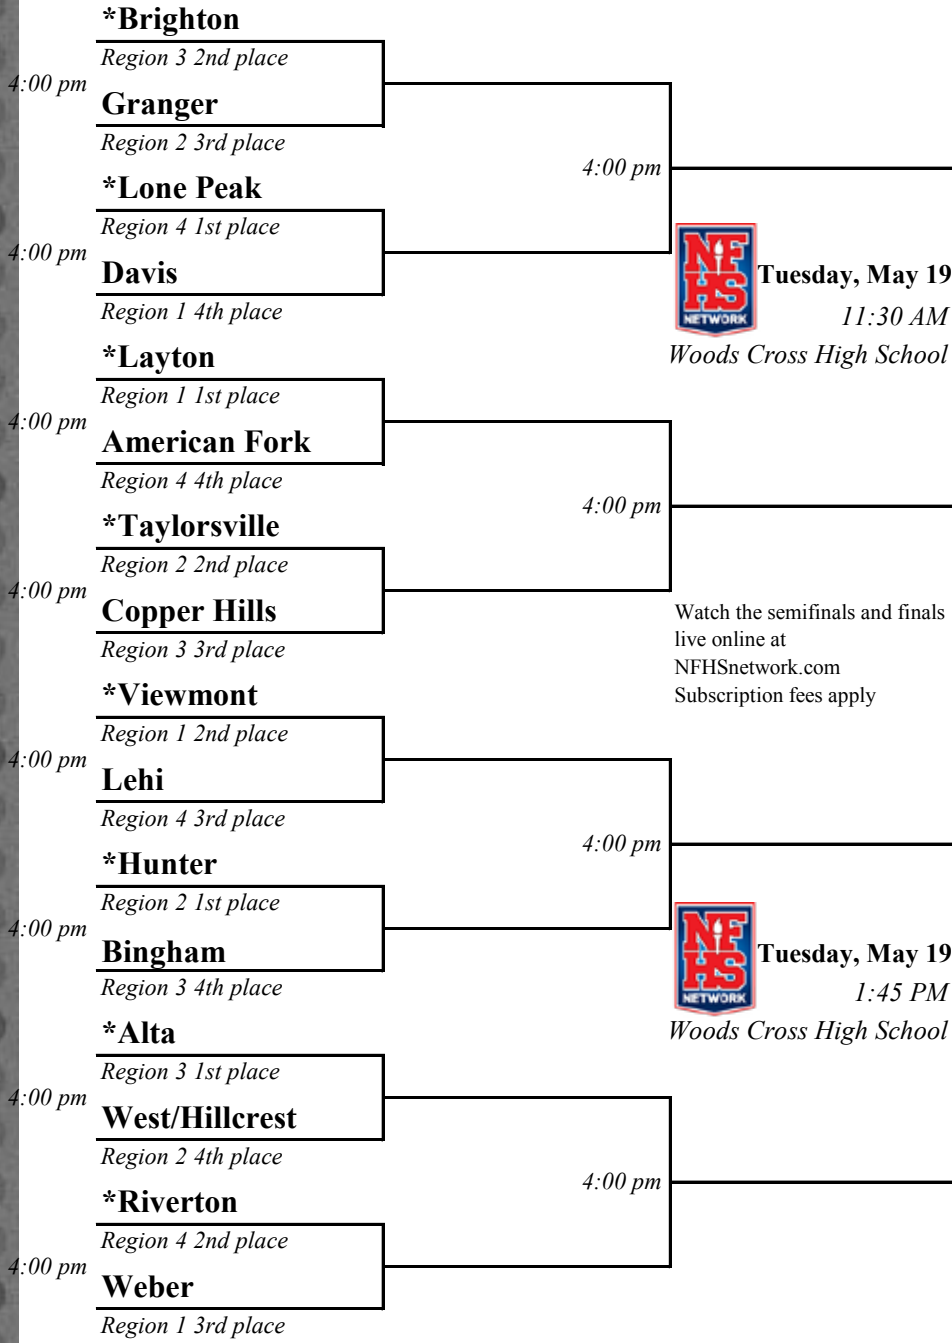 *Brighton
Region 3 2nd place
4:00 pm
Granger
Region 2 3rd place
4:00 pm
*Lone Peak
Region 4 1st place
4:00 pm
Davis
Region 1 4th place
NF
HS
NETWORK
Tuesday, May 19
11:30 AM
Woods Cross High School
*Layton
Region 1 1st place
4:00 pm
American Fork
Region 4 4th place
4:00 pm
*Taylorsville
Region 2 2nd place
4:00 pm
Copper Hills
Region 3 3rd place
Watch the semifinals and finals
live online at
NFHSnetwork.com
Subscription fees apply
*Viewmont
Region 1 2nd place
4:00 pm
Lehi
Region 4 3rd place
4:00 pm
*Hunter
Region 2 1st place
4:00 pm
Bingham
Region 3 4th place
NF
HS
NETWORK
Tuesday, May 19
1:45 PM
Woods Cross High School
*Alta
Region 3 1st place
4:00 pm
West/Hillcrest
Region 2 4th place
4:00 pm
*Riverton
Region 4 2nd place
4:00 pm
Weber
Region 1 3rd place